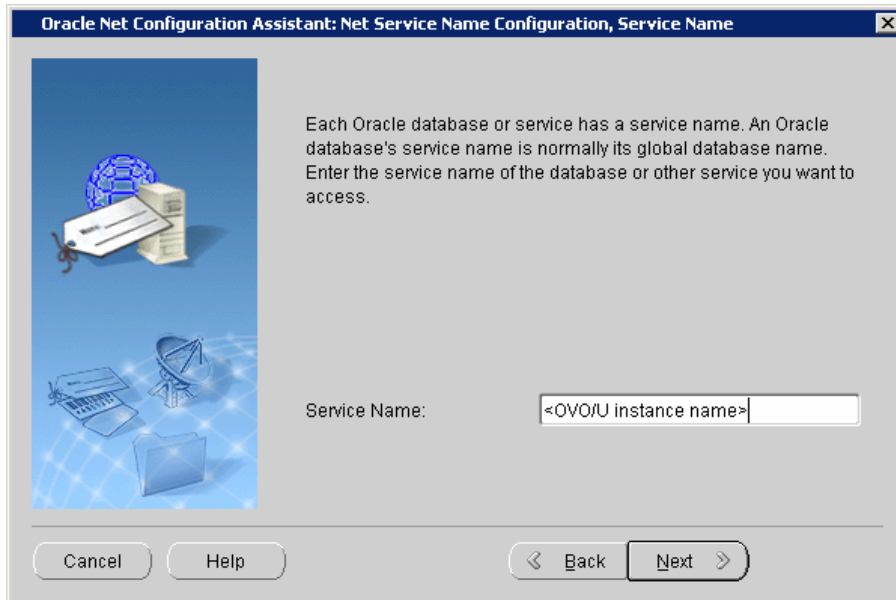 Oracle Net Configuration Assistant: Net Service Name Configuration, Service Name
Each Oracle database or service has a service name. An Oracle
database's service name is normally its global database name.
Enter the service name of the database or other service you want to
access.
Service Name:
<OVO/U instance name>
Cancel
Help
Back
Next